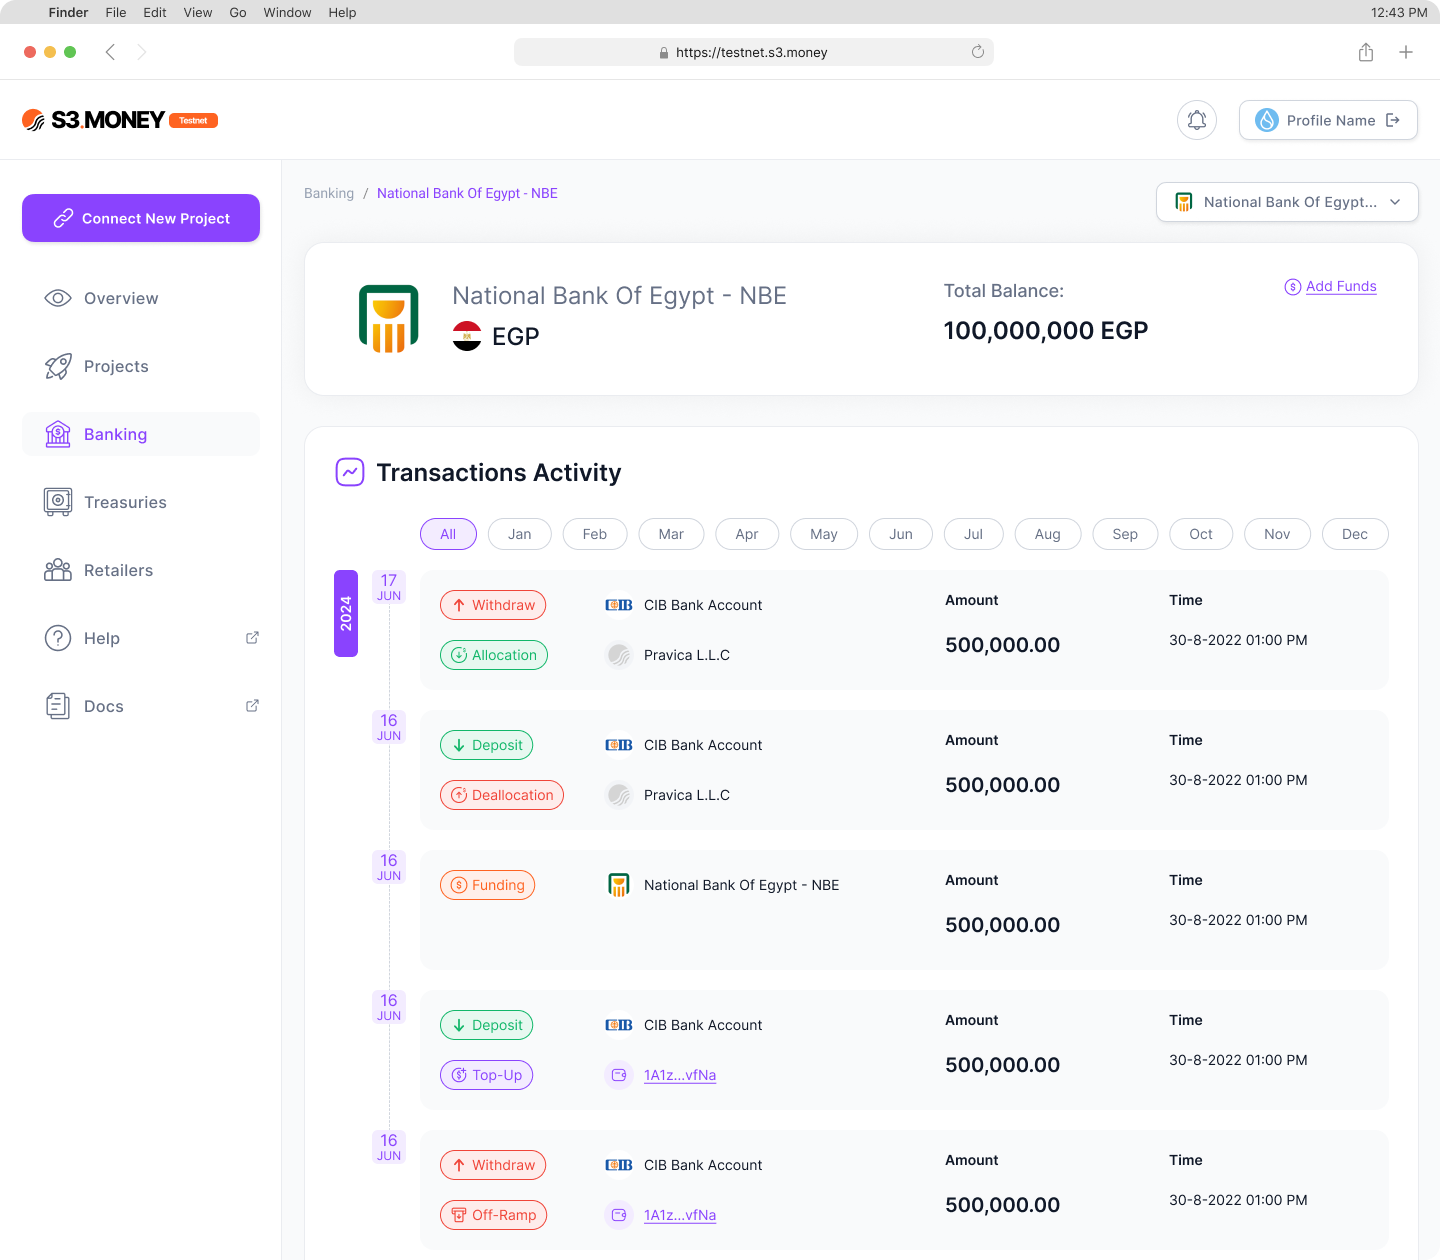 Finder File Edit View Go Window Help 12:43 PM
https://testnet.s3.money
S3.MONEY Testnet
Profile Name
Connect New Project
Overview
Projects
Banking
Treasuries
Retailers
Help
Docs
Banking / National Bank Of Egypt - NBE
National Bank Of Egypt...
National Bank Of Egypt - NBE
EGP
Total Balance:
100,000,000 EGP
Add Funds
Transactions Activity
All Jan Feb Mar Apr May Jun Jul Aug Sep Oct Nov Dec
2024
17
JUN
Withdraw CIB CIB Bank Account
Allocation Pravica L.L.C
Amount
500,000.00
Time
30-8-2022 01:00 PM
16
JUN
Deposit CIB CIB Bank Account
Deallocation Pravica L.L.C
Amount
500,000.00
Time
30-8-2022 01:00 PM
16
JUN
Funding National Bank Of Egypt - NBE
Amount
500,000.00
Time
30-8-2022 01:00 PM
16
JUN
Deposit CIB CIB Bank Account
Top-Up 1A1z...vfNa
Amount
500,000.00
Time
30-8-2022 01:00 PM
16
JUN
Withdraw CIB CIB Bank Account
Off-Ramp 1A1z...vfNa
Amount
500,000.00
Time
30-8-2022 01:00 PM